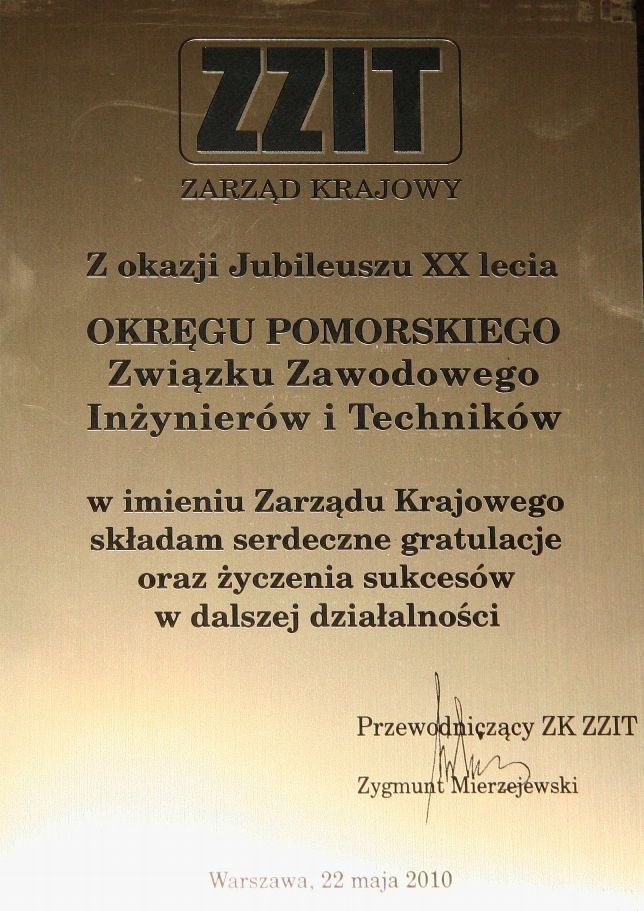 ZZIT
ZARZĄD KRAJOWY
Z okazji Jubileuszu XX lecia
OKRĘGU POMORSKIEGO
Związku Zawodowego
Inżynierów i Techników
w imieniu Zarządu Krajowego
składam serdeczne gratulacje
oraz życzenia sukcesów
w dalszej działalności
Przewodniczący ZK ZZIT
Zygmunt Mierzejewski
Warszawa, 22 maja 2010